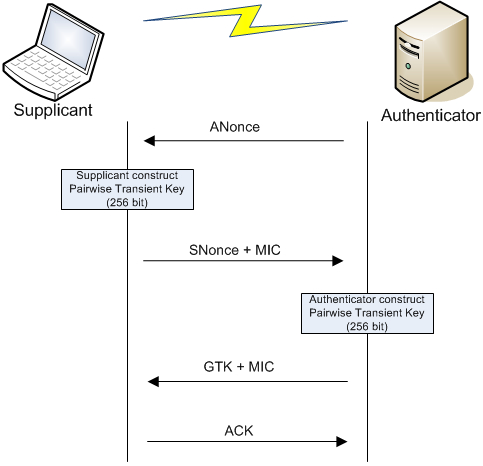 Supplicant
Authenticator
ANonce
Supplicant construct
Pairwise Transient Key
(256 bit)
SNonce + MIC
Authenticator construct
Pairwise Transient Key
(256 bit)
GTK + MIC
ACK